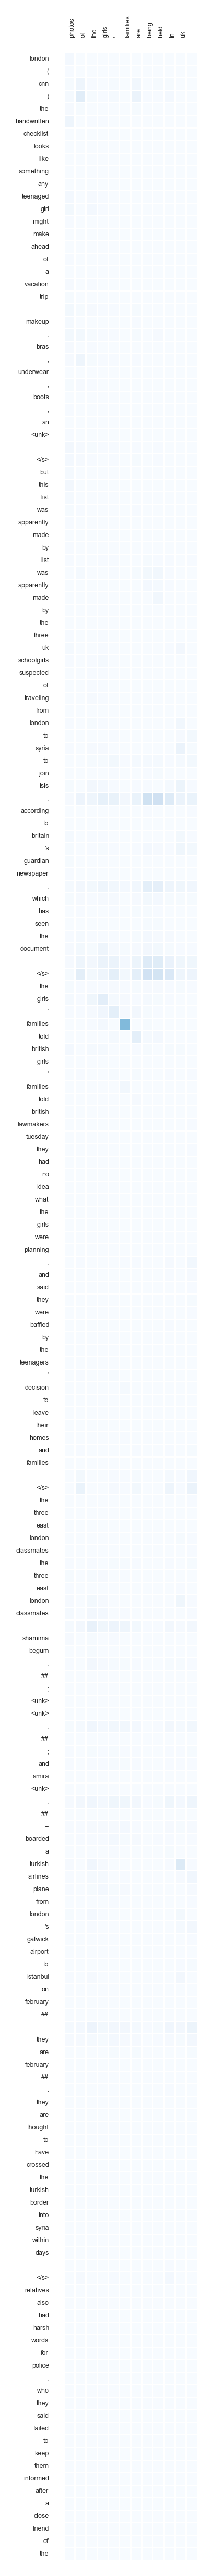 photos of the girls ' families are being held in uk
london
(
cnn
)
the
handwritten
checklist
looks
like
something
any
teenaged
girl
might
make
ahead
of
a
vacation
trip
:
makeup
,
bras
,
underwear
,
boots
,
an
<unk>
.
</s>
but
this
list
was
apparently
made
by
list
was
apparently
made
by
the
three
uk
schoolgirls
suspected
of
traveling
from
london
to
syria
to
join
isis
,
according
to
britain
's
guardian
newspaper
,
which
has
seen
the
document
.
</s>
the
girls
'
families
told
british
girls
'
families
told
british
lawmakers
tuesday
they
had
no
idea
what
the
girls
were
planning
,
and
said
they
were
baffled
by
the
teenagers
'
decision
to
leave
their
homes
and
families
.
</s>
the
three
east
london
classmates
the
three
east
london
classmates
–
shamima
begum
,
##
;
<unk>
<unk>
,
##
;
and
amira
<unk>
,
##
–
boarded
a
turkish
airlines
plane
from
london
's
gatwick
airport
to
istanbul
on
february
##
.
they
are
february
##
.
they
are
thought
to
have
crossed
the
turkish
border
into
syria
within
days
.
</s>
relatives
also
had
harsh
words
for
police
,
who
they
said
failed
to
keep
them
informed
after
a
close
friend
of
the